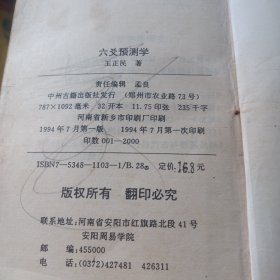 六爻预测学
王正民 著
责任编辑 孟良
中州古籍出版社发行 (郑州市农业路73号)
787×1092毫米 32开本 11.75印张 235千字
河南省新乡市印刷厂印刷
1994年7月第一版 1994年7月第一次印刷
印数001—2000
ISBN7-5348-1103-1/B.28 定价:16.8元
版权所有 翻印必究
联系地址:河南省安阳市红旗路北段41号
安阳周易学院
邮 编:455000
电 话:(0372)427481 426311